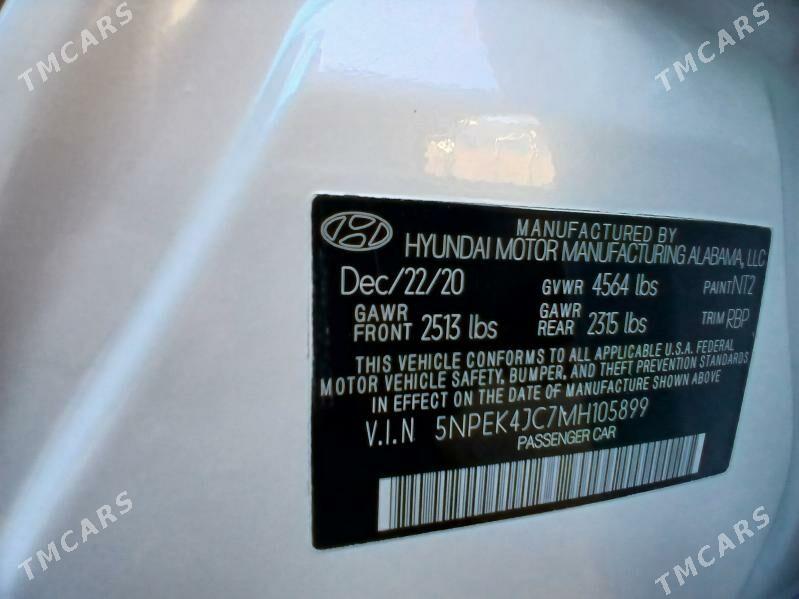 TMCARS
TMCARS
MANUFACTURED BY
HYUNDAI MOTOR MANUFACTURING ALABAMA, LLC
Dec/22/20 GVWR 4564 lbs PAINT NT2
GAWR FRONT 2513 lbs GAWR REAR 2315 lbs TRIM RBP
THIS VEHICLE CONFORMS TO ALL APPLICABLE U.S.A. FEDERAL
MOTOR VEHICLE SAFETY, BUMPER, AND THEFT PREVENTION STANDARDS
IN EFFECT ON THE DATE OF MANUFACTURE SHOWN ABOVE
V.I.N 5NPEK4JC7MH105899
PASSENGER CAR
TMCARS
TMCARS